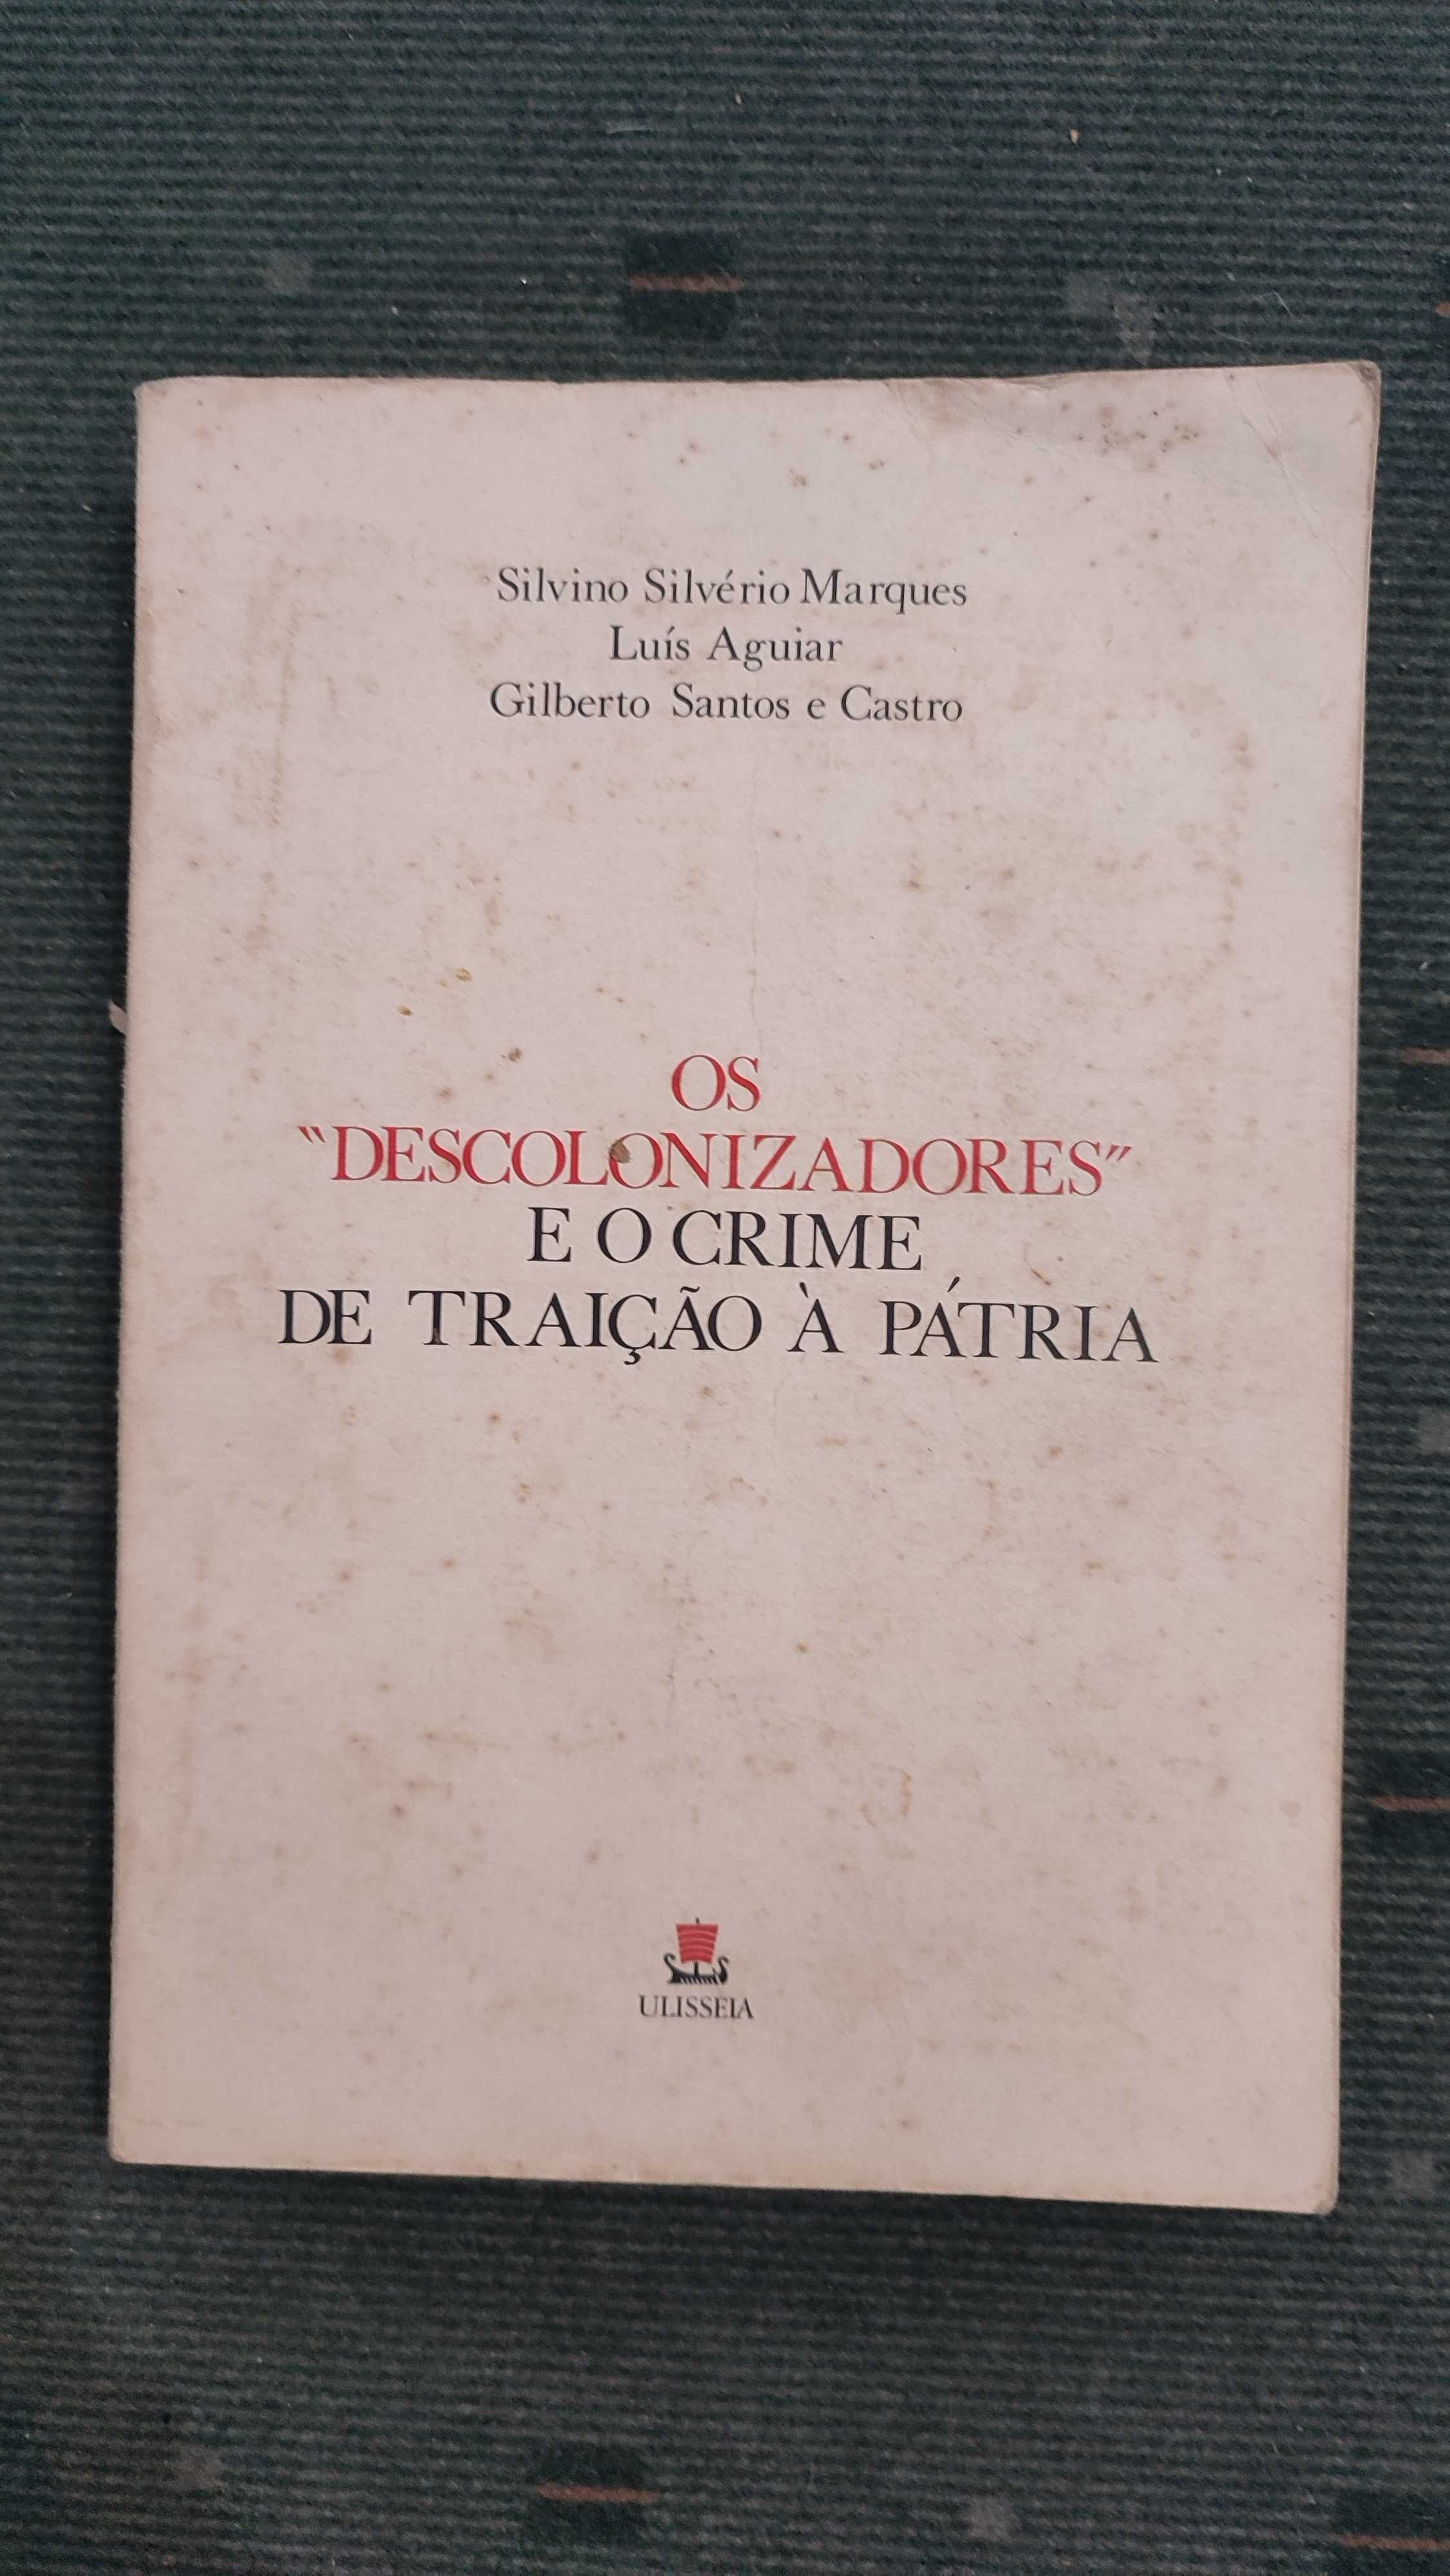 Silvino Silvério Marques
Luís Aguiar
Gilberto Santos e Castro
OS
"DESCOLONIZADORES"
E O CRIME
DE TRAIÇÃO À PÁTRIA
ULISSEIA